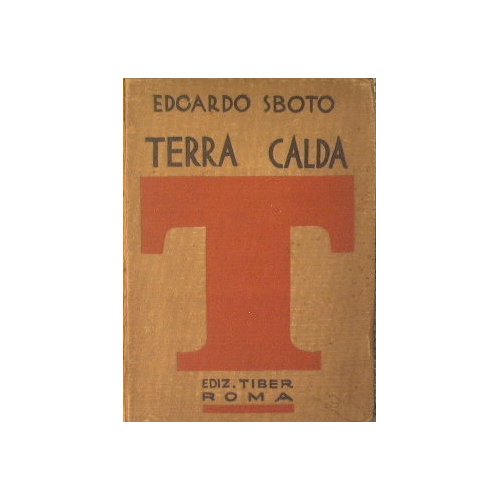 EDOARDO SBOTO
TERRA CALDA
T
EDIZ. TIBER
ROMA